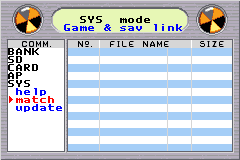 SYS mode
Game & sav link
COMM.
No. FILE NAME SIZE
BANK
SD
CARD
AP
SYS
help
match
update